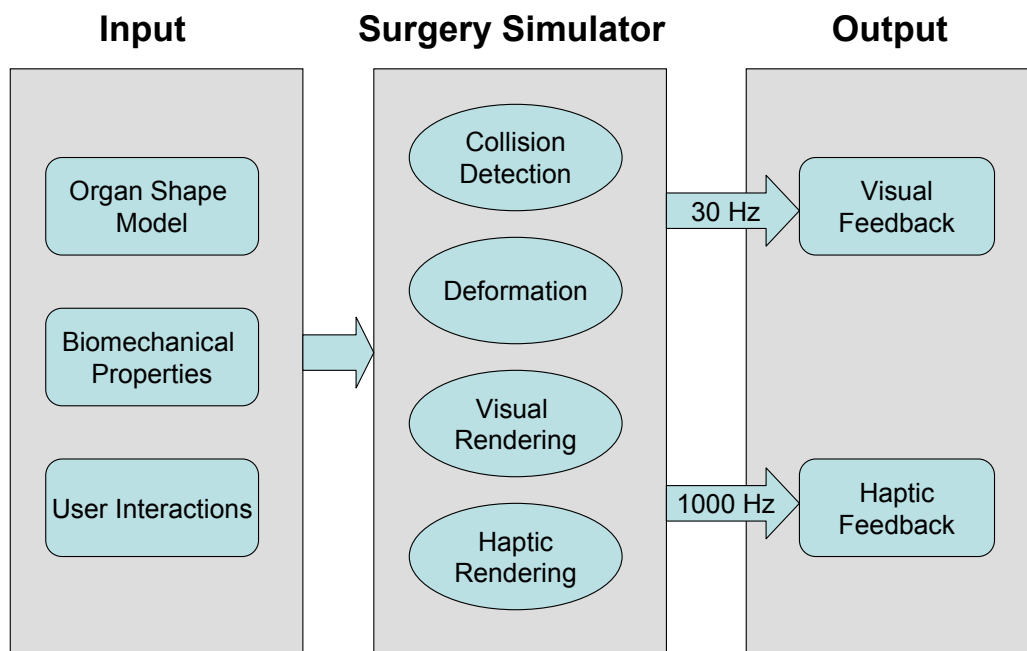 Input
Surgery Simulator
Output
Organ Shape
Model
Biomechanical
Properties
User Interactions
Collision
Detection
Deformation
Visual
Rendering
Haptic
Rendering
30 Hz
1000 Hz
Visual
Feedback
Haptic
Feedback